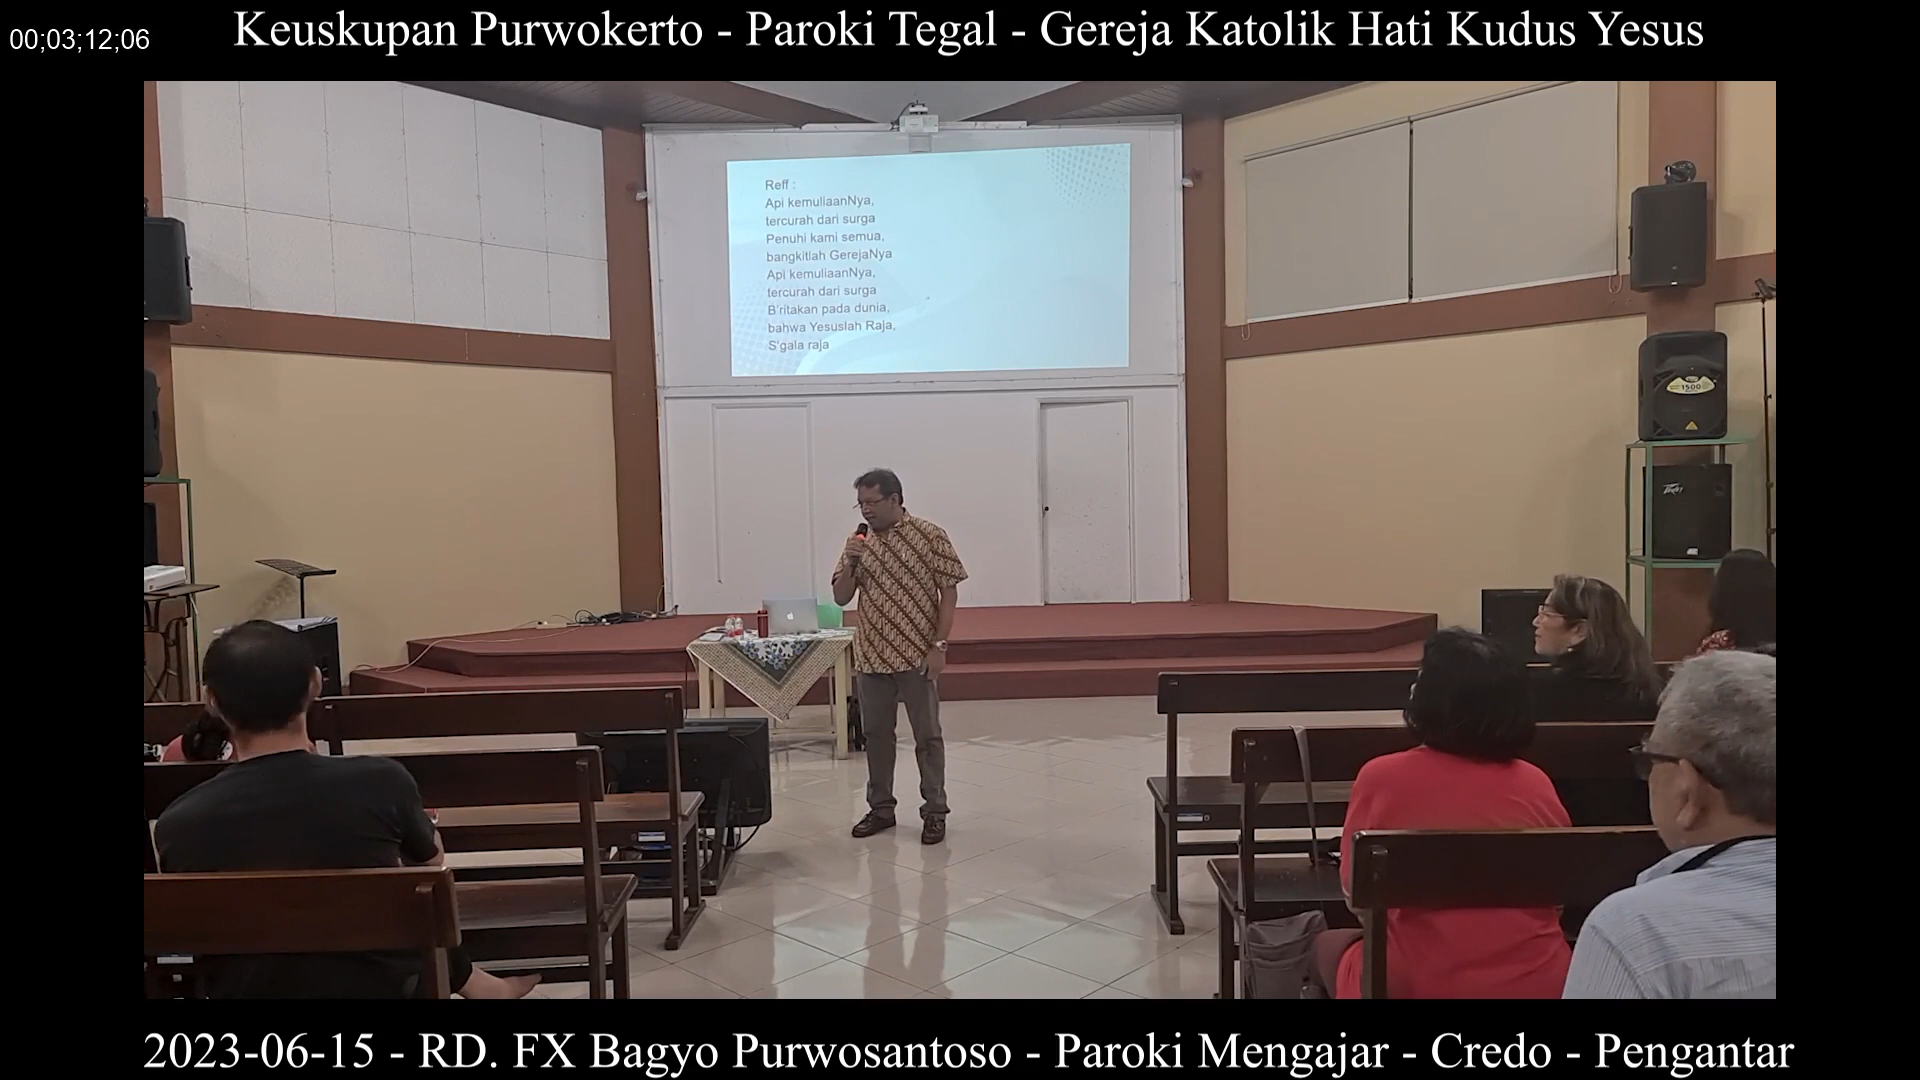 00;03;12;06
Keuskupan Purwokerto - Paroki Tegal - Gereja Katolik Hati Kudus Yesus
Reff :
Api kemuliaanNya,
tercurah dari surga
Penuhi kami semua,
bangkitlah GerejaNya
Api kemuliaanNya,
tercurah dari surga
B'ritakan pada dunia,
bahwa Yesuslah Raja,
S'gala raja
1500
Peavey
2023-06-15 - RD. FX Bagyo Purwosantoso - Paroki Mengajar - Credo - Pengantar